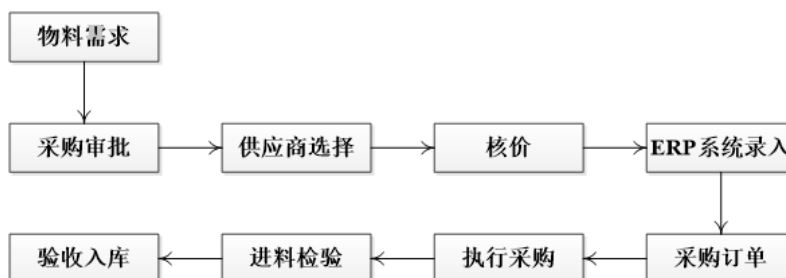 物料需求
采购审批
供应商选择
核价
ERP系统录入
采购订单
执行采购
进料检验
验收入库